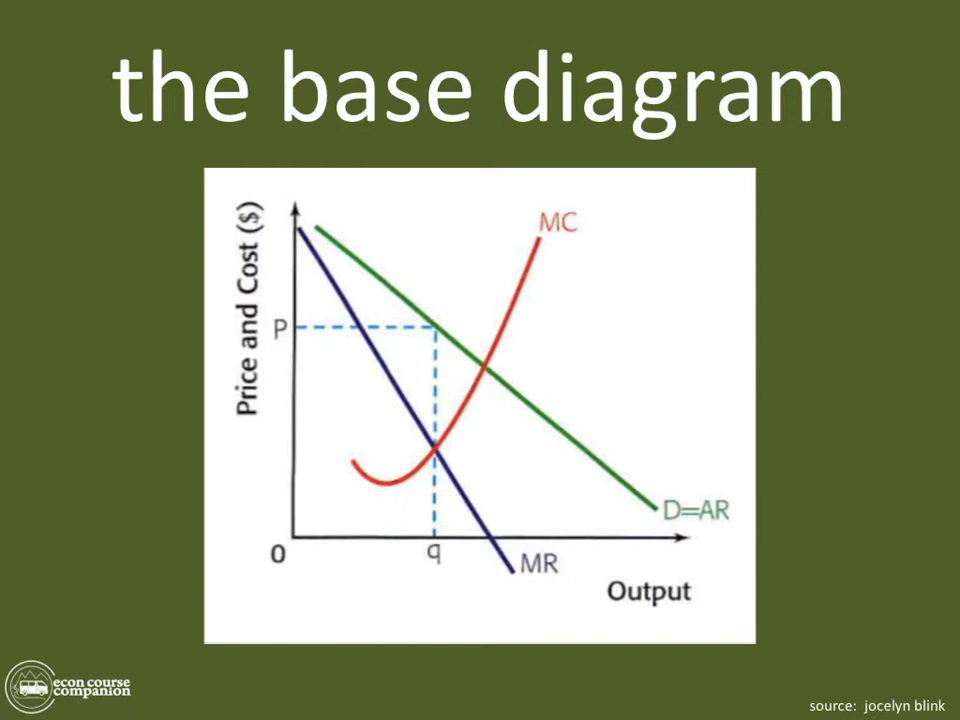 the base diagram
Price and Cost ($)
MC
P
D=AR
0
q
MR
Output
econ course
companion
source: jocelyn blink